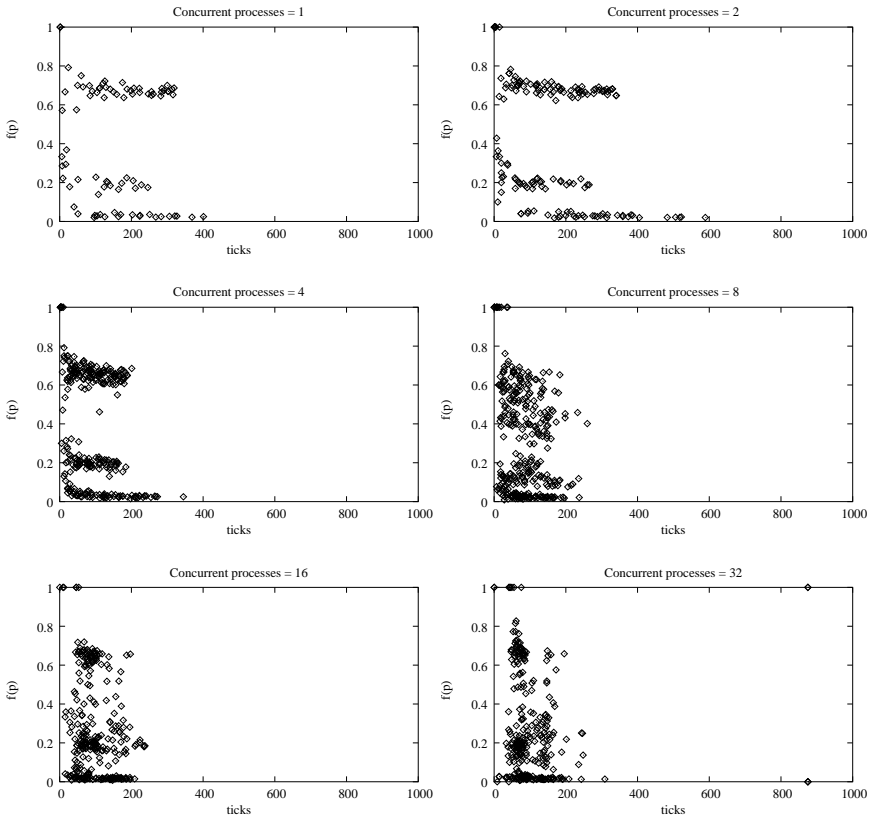 Concurrent processes = 1
1
0.8
0.6
0.4
0.2
0
f(p)
0 200 400 600 800 1000
ticks
Concurrent processes = 2
1
0.8
0.6
0.4
0.2
0
f(p)
0 200 400 600 800 1000
ticks
Concurrent processes = 4
1
0.8
0.6
0.4
0.2
0
f(p)
0 200 400 600 800 1000
ticks
Concurrent processes = 8
1
0.8
0.6
0.4
0.2
0
f(p)
0 200 400 600 800 1000
ticks
Concurrent processes = 16
1
0.8
0.6
0.4
0.2
0
f(p)
0 200 400 600 800 1000
ticks
Concurrent processes = 32
1
0.8
0.6
0.4
0.2
0
f(p)
0 200 400 600 800 1000
ticks